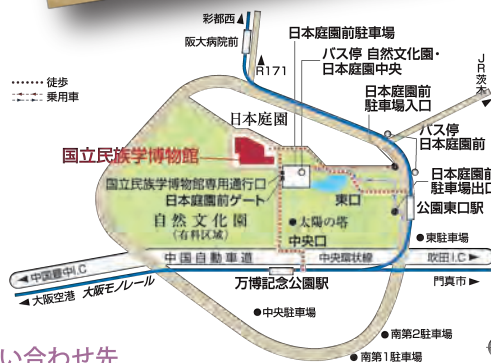 彩都西▲
阪大病院前
▲R171
日本庭園前駐車場
バス停 自然文化園・
日本庭園中央
JR茨木
日本庭園前
駐車場入口
バス停
日本庭園前
徒歩
乗用車
日本庭園
国立民族学博物館
国立民族学博物館専用通行口
日本庭園前ゲート
日本庭園前
駐車場出口
東口
公園東口駅
自然文化園
(有料区域)
●太陽の塔
中央口
●東駐車場
中国自動車道
中央環状線
吹田I.C▶
◀中国豊中I.C
◀大阪空港 大阪モノレール
万博記念公園駅
門真市▶
●中央駐車場
●南第2駐車場
●南第1駐車場
い合わせ先